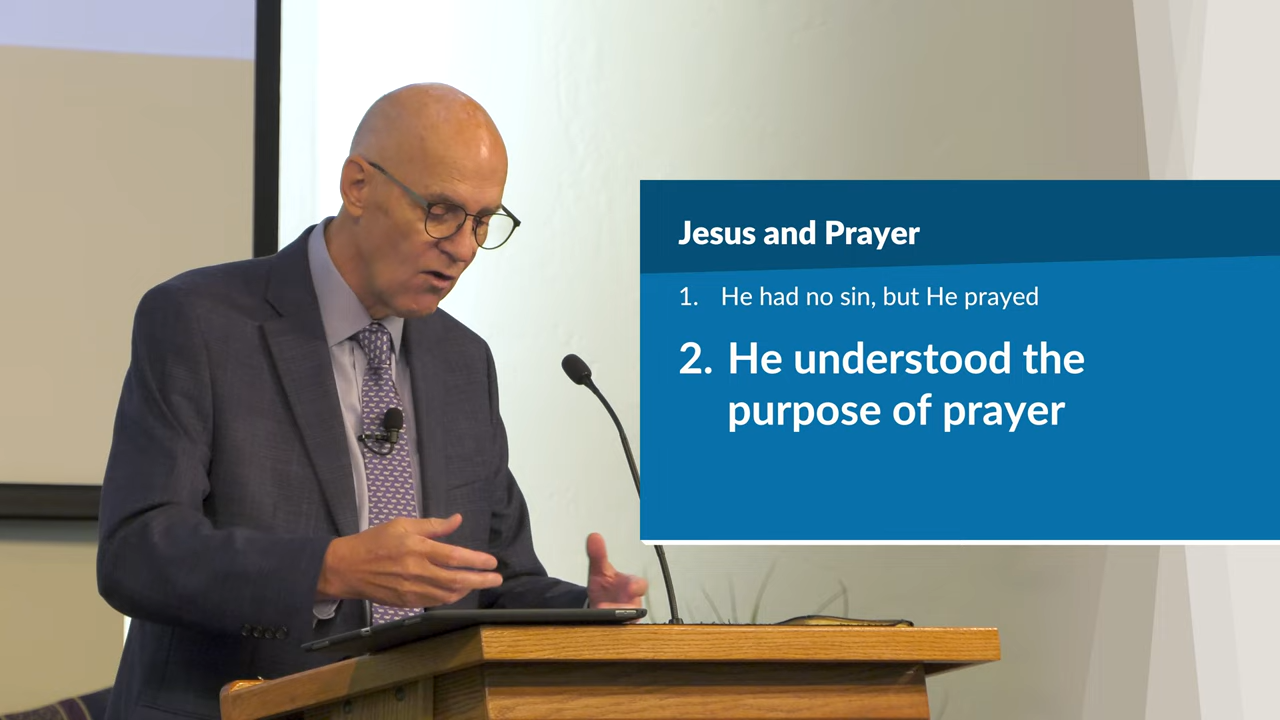 Jesus and Prayer
1. He had no sin, but He prayed
2. He understood the
purpose of prayer